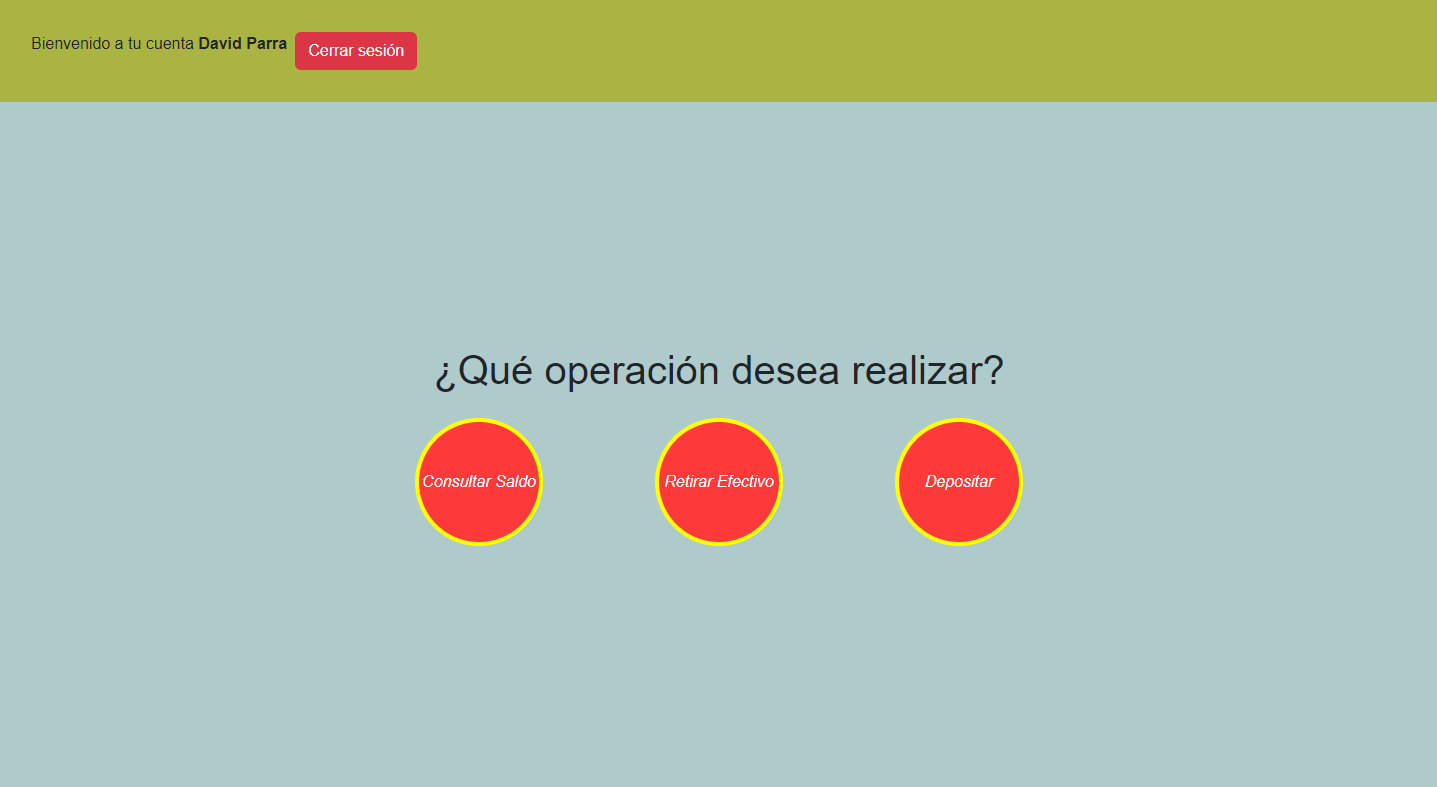 Bienvenido a tu cuenta David Parra Cerrar sesión
¿Qué operación desea realizar?
Consultar Saldo
Retirar Efectivo
Depositar